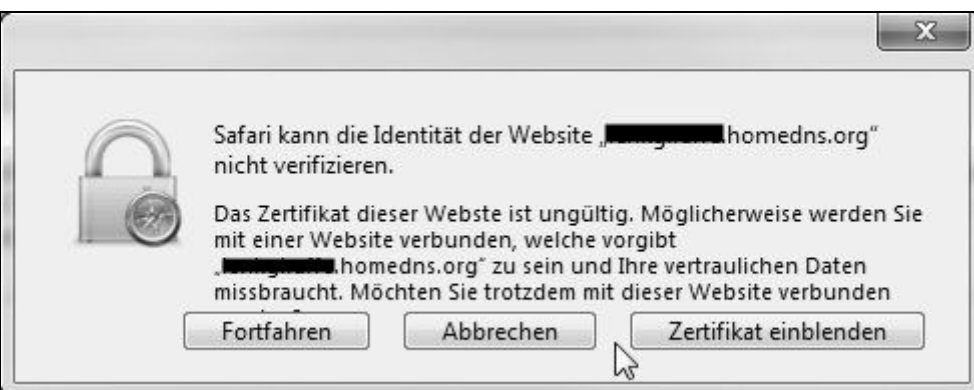 Safari kann die Identität der Website „.homedns.org“
nicht verifizieren.
Das Zertifikat dieser Webste ist ungültig. Möglicherweise werden Sie
mit einer Website verbunden, welche vorgibt
„.homedns.org“ zu sein und Ihre vertraulichen Daten
missbraucht. Möchten Sie trotzdem mit dieser Website verbunden
Fortfahren Abbrechen Zertifikat einblenden